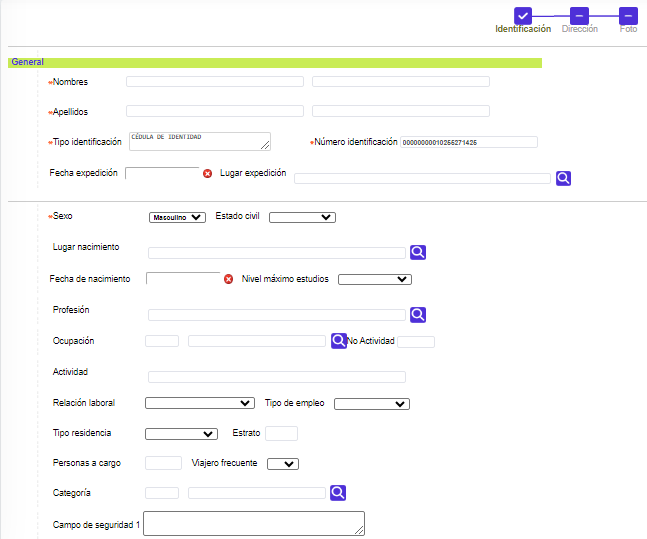 Identificación Dirección Foto
General
*Nombres
*Apellidos
*Tipo identificación CÉDULA DE IDENTIDAD *Número identificación 00000000010266271426
Fecha expedición Lugar expedición
*Sexo Masoulino Estado civil
Lugar nacimiento
Fecha de nacimiento Nivel máximo estudios
Profesión
Ocupación No Actividad
Actividad
Relación laboral Tipo de empleo
Tipo residencia Estrato
Personas a cargo Viajero frecuente
Categoría
Campo de seguridad 1